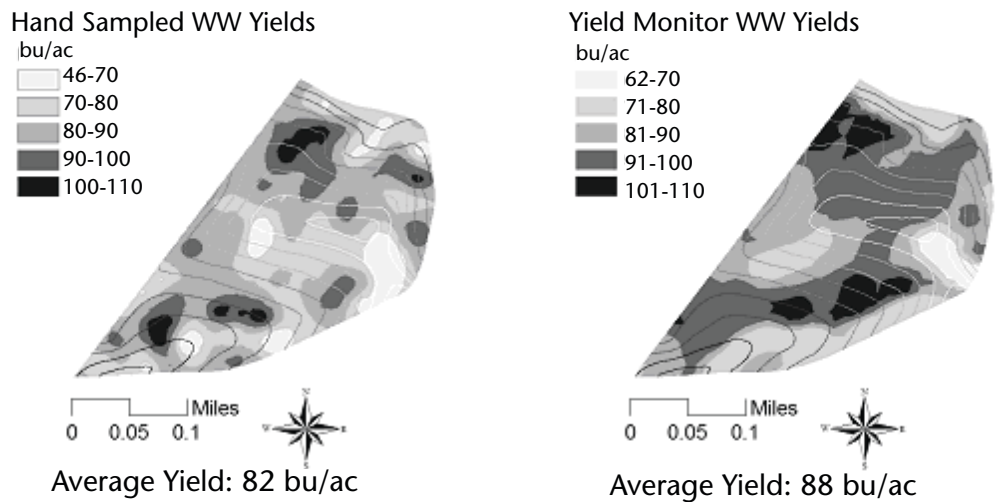 Hand Sampled WW Yields
bu/ac
46-70
70-80
80-90
90-100
100-110
N
W
E
S
Miles
0 0.05 0.1
Average Yield: 82 bu/ac
Yield Monitor WW Yields
bu/ac
62-70
71-80
81-90
91-100
101-110
N
W
E
S
Miles
0 0.05 0.1
Average Yield: 88 bu/ac